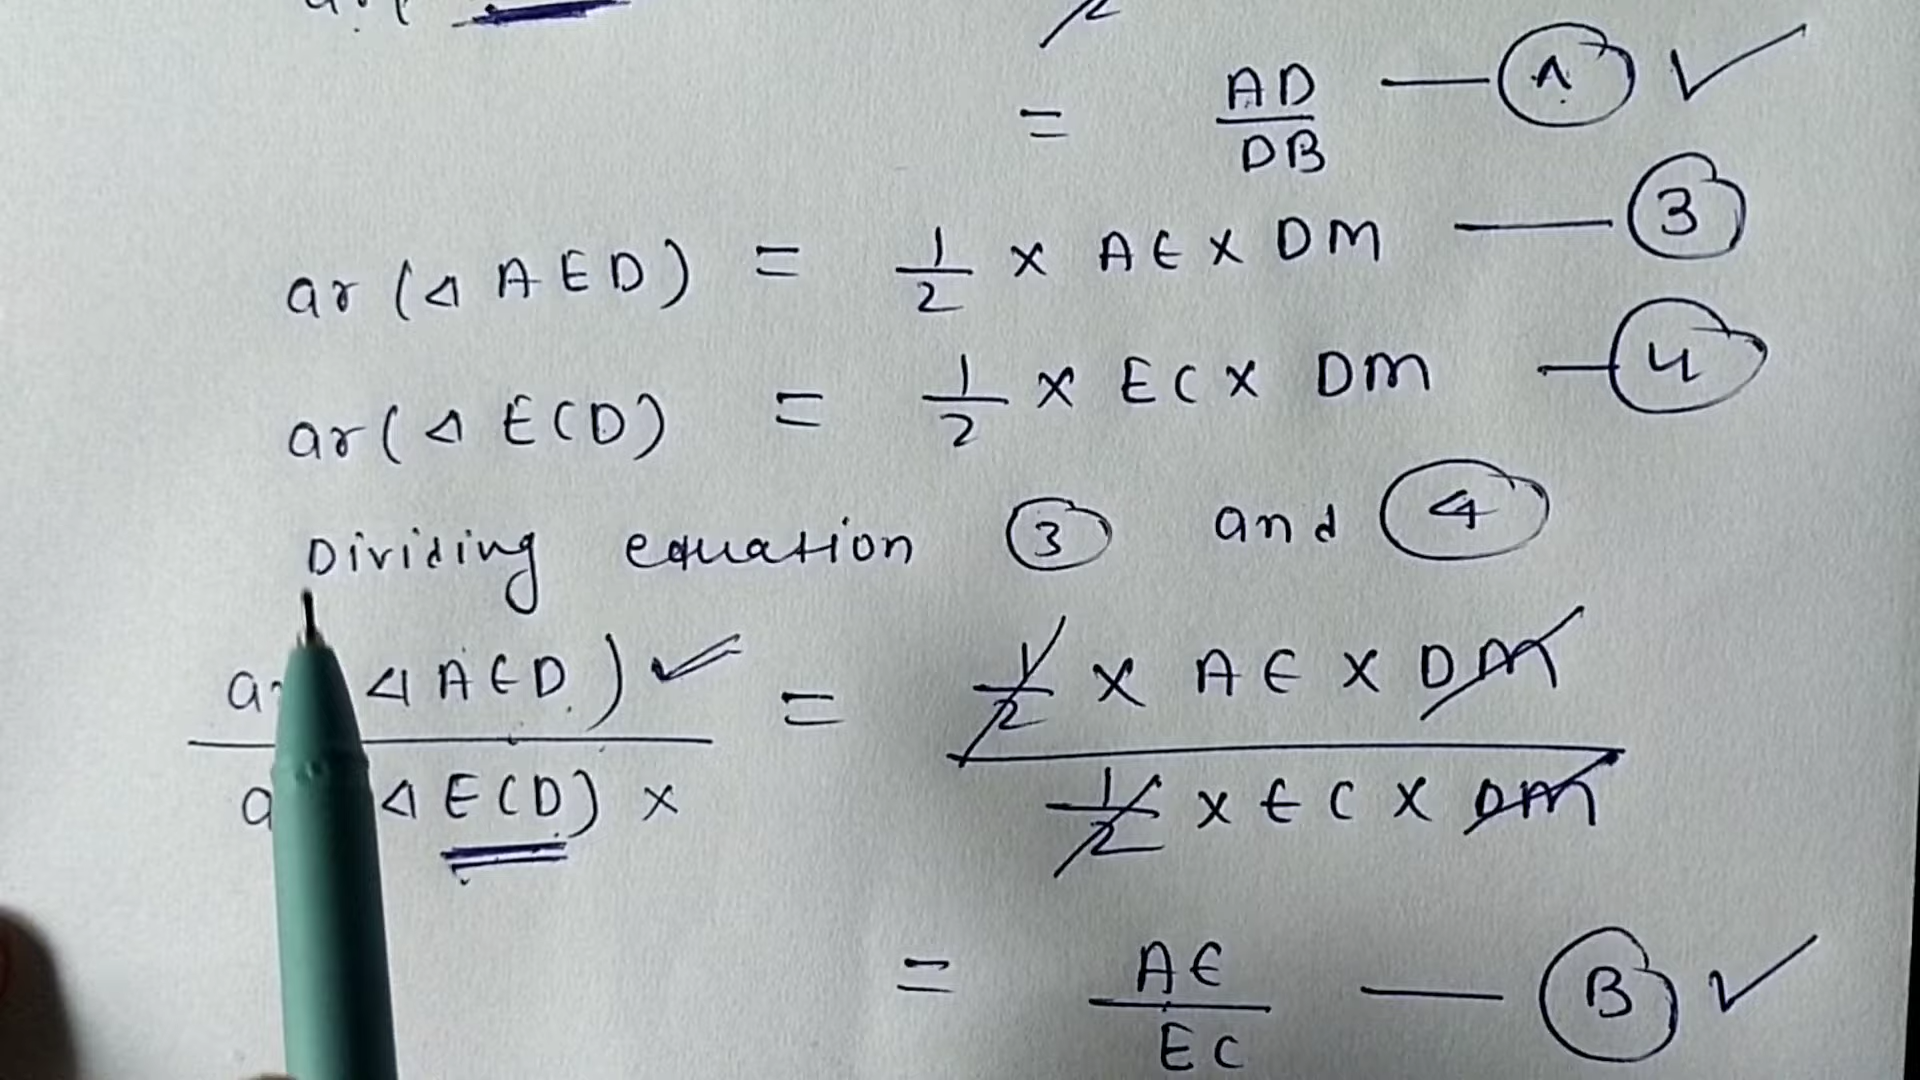 = AD/DB — A ✓
ar (△ AED) = 1/2 × AE × DM — 3
ar (△ ECD) = 1/2 × EC × DM — 4
Dividing equation 3 and 4
△ AED) ✓ = 1/2 × AE × DM
△ ECD) × 1/2 × EC × DM
= AE/EC — B ✓